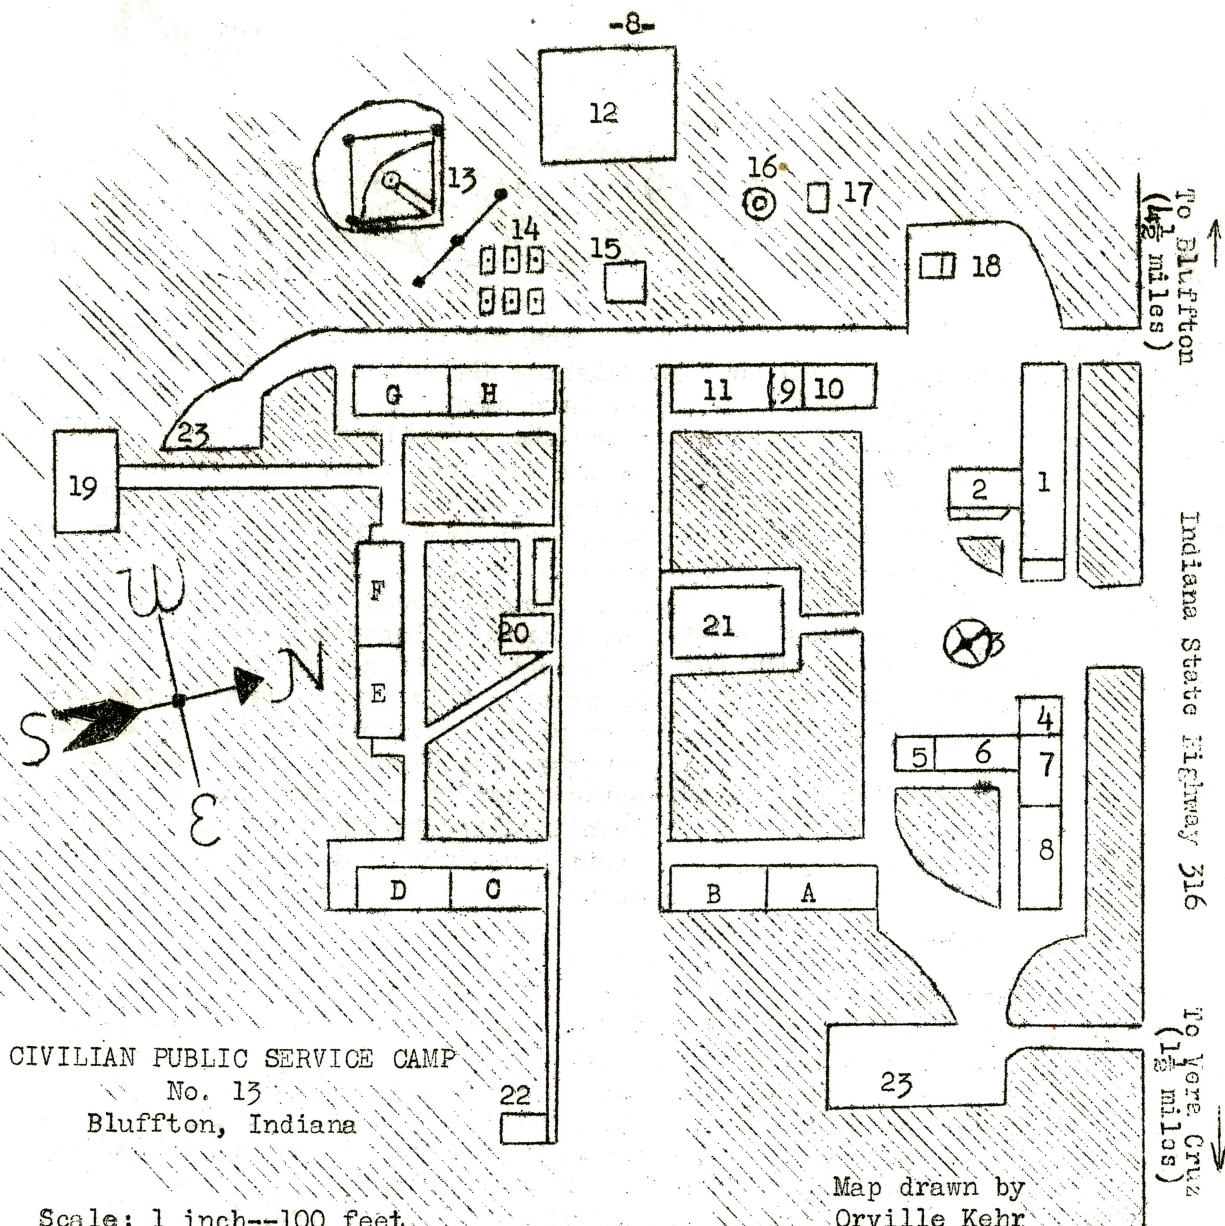 -8-
12
13
14
15
16
17
18
To Bluffton
(4½ miles)
G
H
11
9
10
23
19
2
1
W
F
20
21
3
N
S
E
E
4
5
6
7
8
Indiana State Highway 316
D
C
B
A
23
22
To Vera Cruz
(1½ miles)
CIVILIAN PUBLIC SERVICE CAMP
No. 13
Bluffton, Indiana
Scale: 1 inch--100 feet
Map drawn by
Orville Kehr